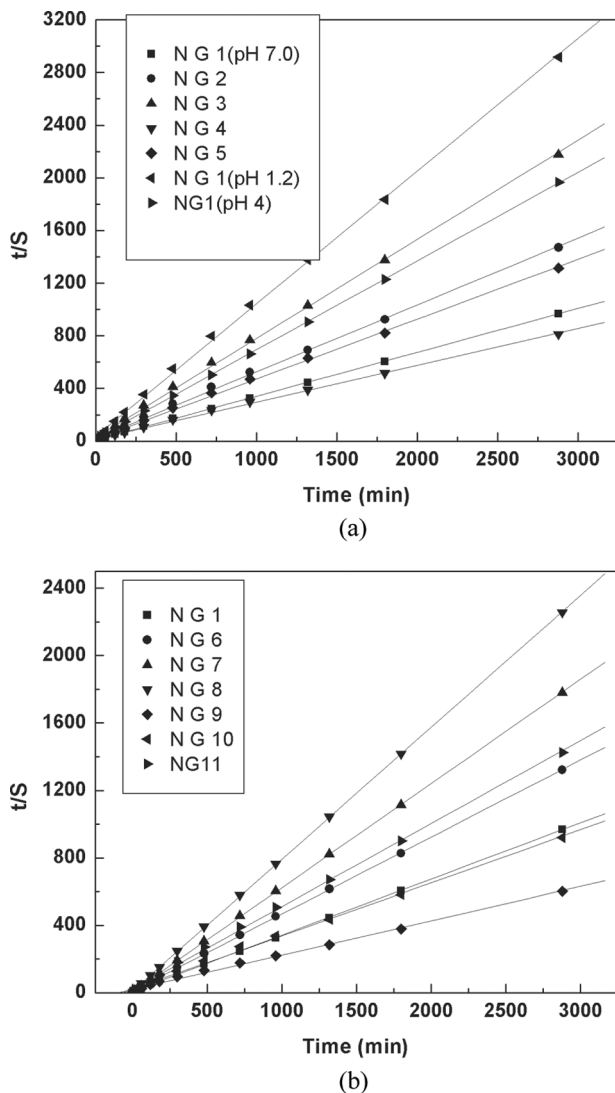 3200
2800
2400
2000
1600
1200
800
400
0
t/S
N G 1(pH 7.0)
N G 2
N G 3
N G 4
N G 5
N G 1(pH 1.2)
NG1(pH 4)
0 500 1000 1500 2000 2500 3000
Time (min)
(a)
2400
2000
1600
1200
800
400
0
t/S
N G 1
N G 6
N G 7
N G 8
N G 9
N G 10
NG11
0 500 1000 1500 2000 2500 3000
Time (min)
(b)